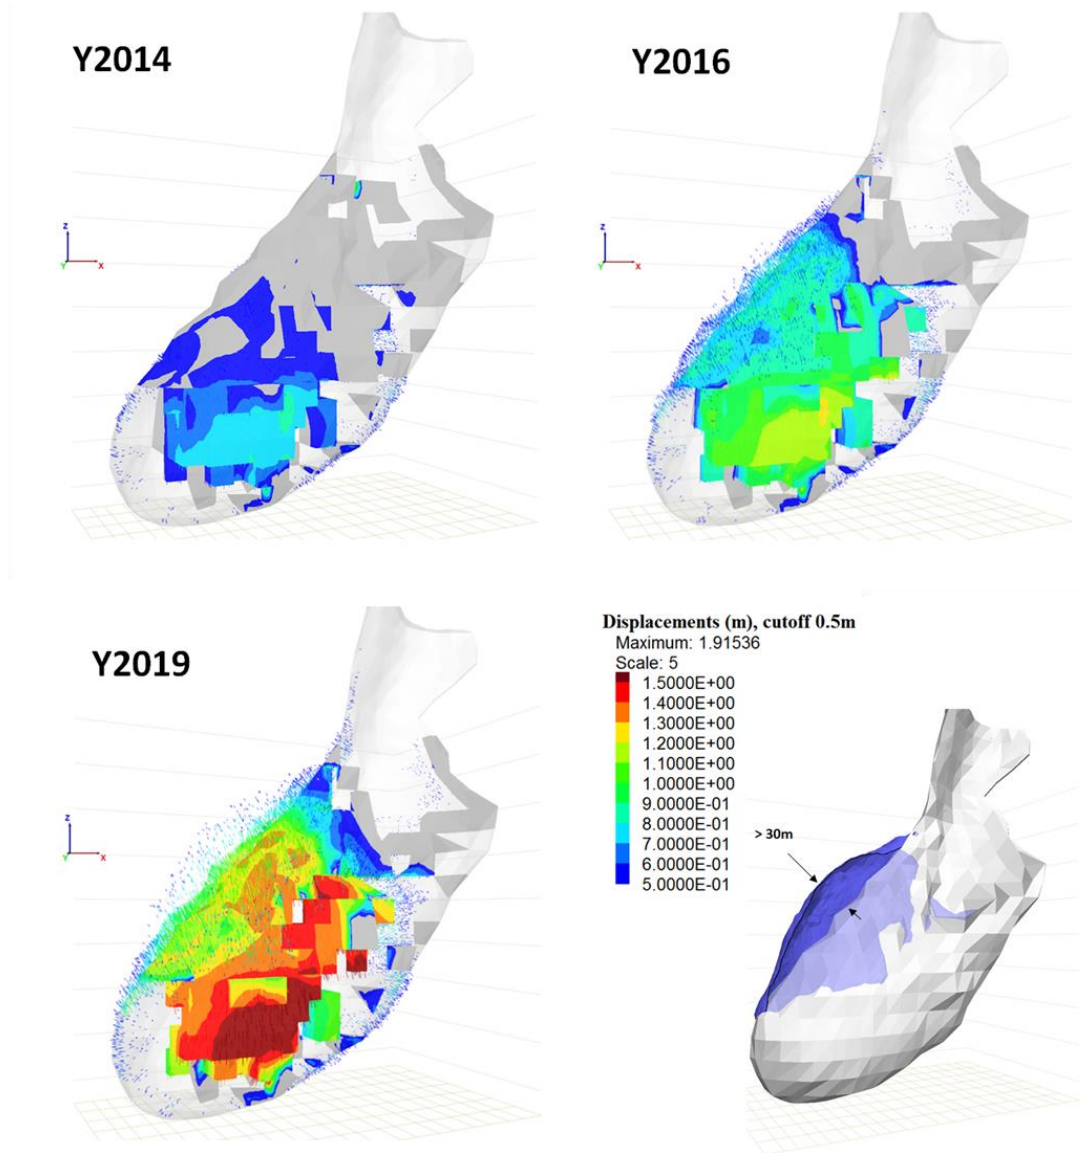 Y2014
Y2016
Z
Y
X
Z
Y
X
Y2019
Z
Y
X
Displacements (m), cutoff 0.5m
Maximum: 1.91536
Scale: 5
1.5000E+00
1.4000E+00
1.3000E+00
1.2000E+00
1.1000E+00
1.0000E+00
9.0000E-01
8.0000E-01
7.0000E-01
6.0000E-01
5.0000E-01
> 30m